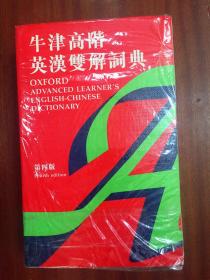 牛津高階
英漢雙解詞典
OXFORD
ADVANCED LEARNER'S
ENGLISH-CHINESE
DICTIONARY
第四版
Fourth edition